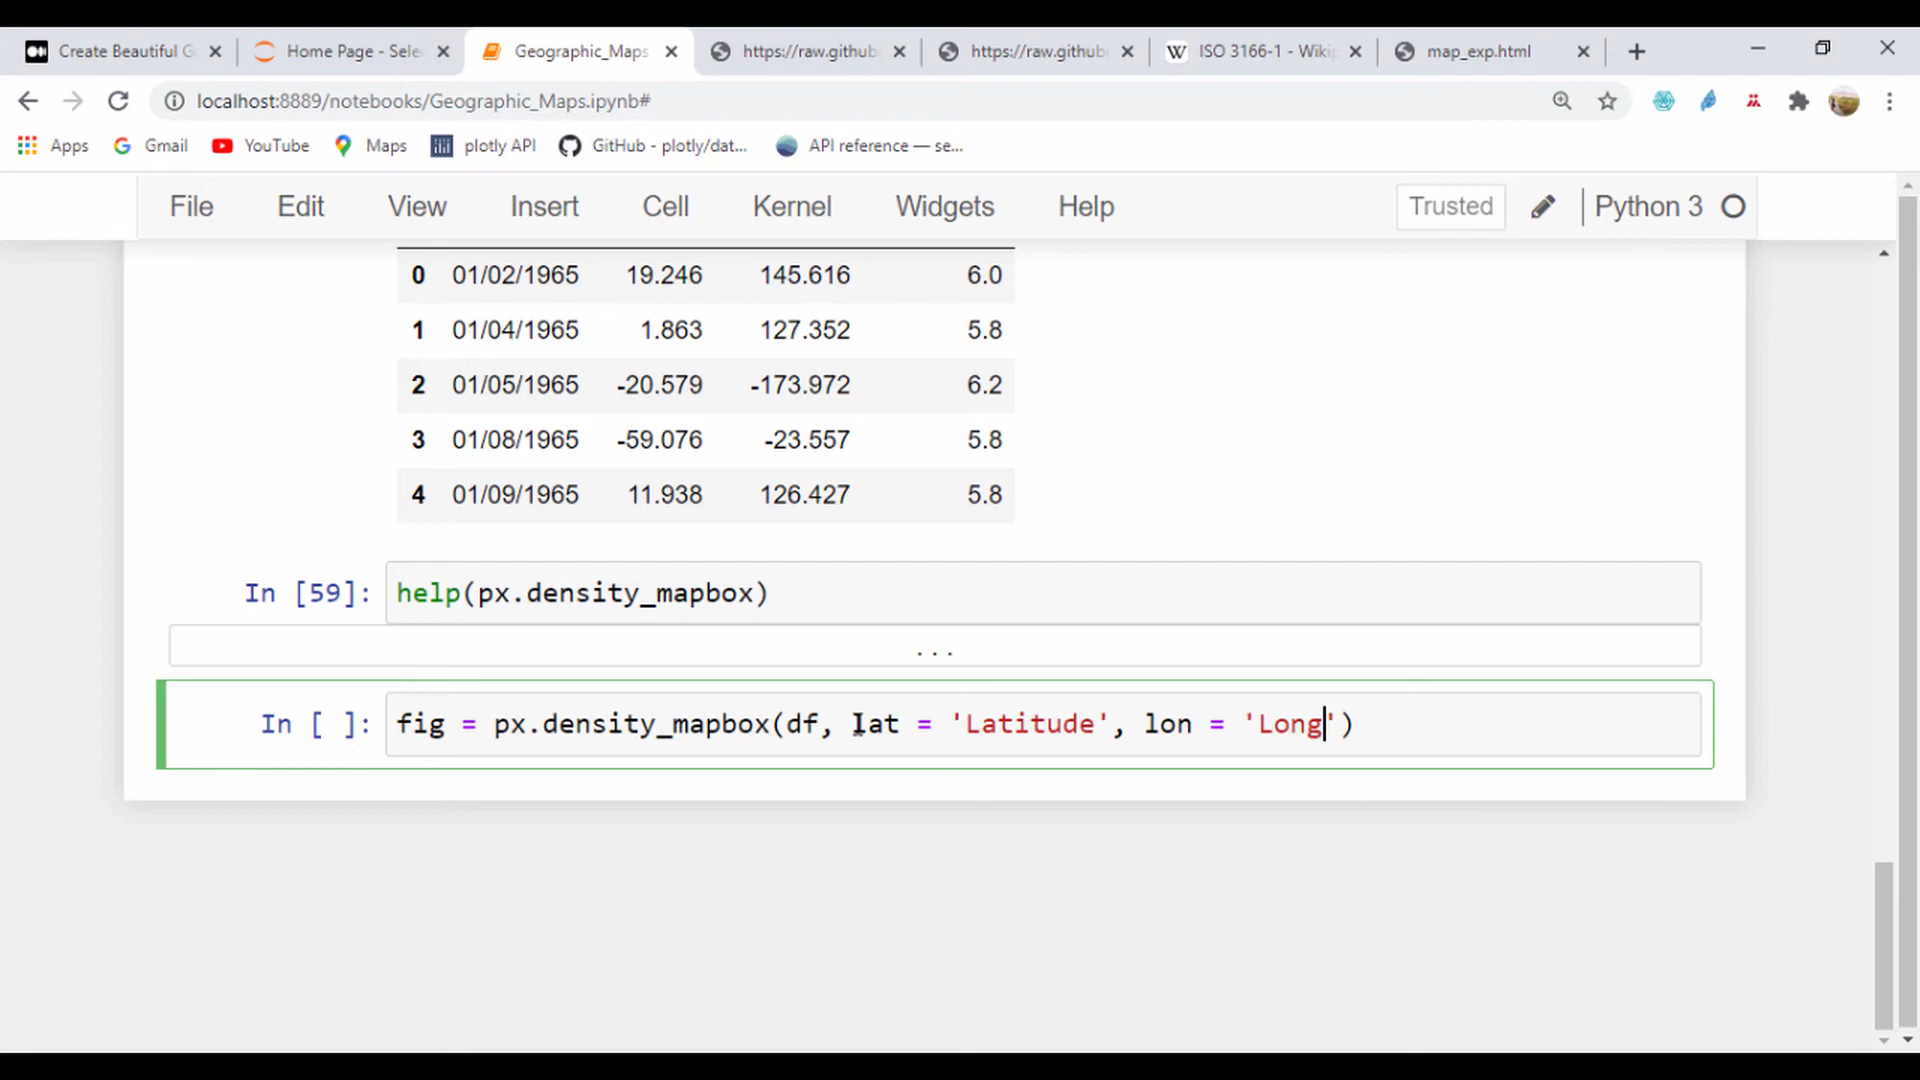 Create Beautiful G
Home Page - Sele
Geographic_Maps
https://raw.githubu
https://raw.githubu
ISO 3166-1 - Wikip
map_exp.html
localhost:8889/notebooks/Geographic_Maps.ipynb#
Apps Gmail YouTube Maps plotly API GitHub - plotly/dat... API reference — se...
File Edit View Insert Cell Kernel Widgets Help Trusted Python 3
0 01/02/1965 19.246 145.616 6.0
1 01/04/1965 1.863 127.352 5.8
2 01/05/1965 -20.579 -173.972 6.2
3 01/08/1965 -59.076 -23.557 5.8
4 01/09/1965 11.938 126.427 5.8
In [59]: help(px.density_mapbox)
...
In [ ]: fig = px.density_mapbox(df, lat = 'Latitude', lon = 'Long')